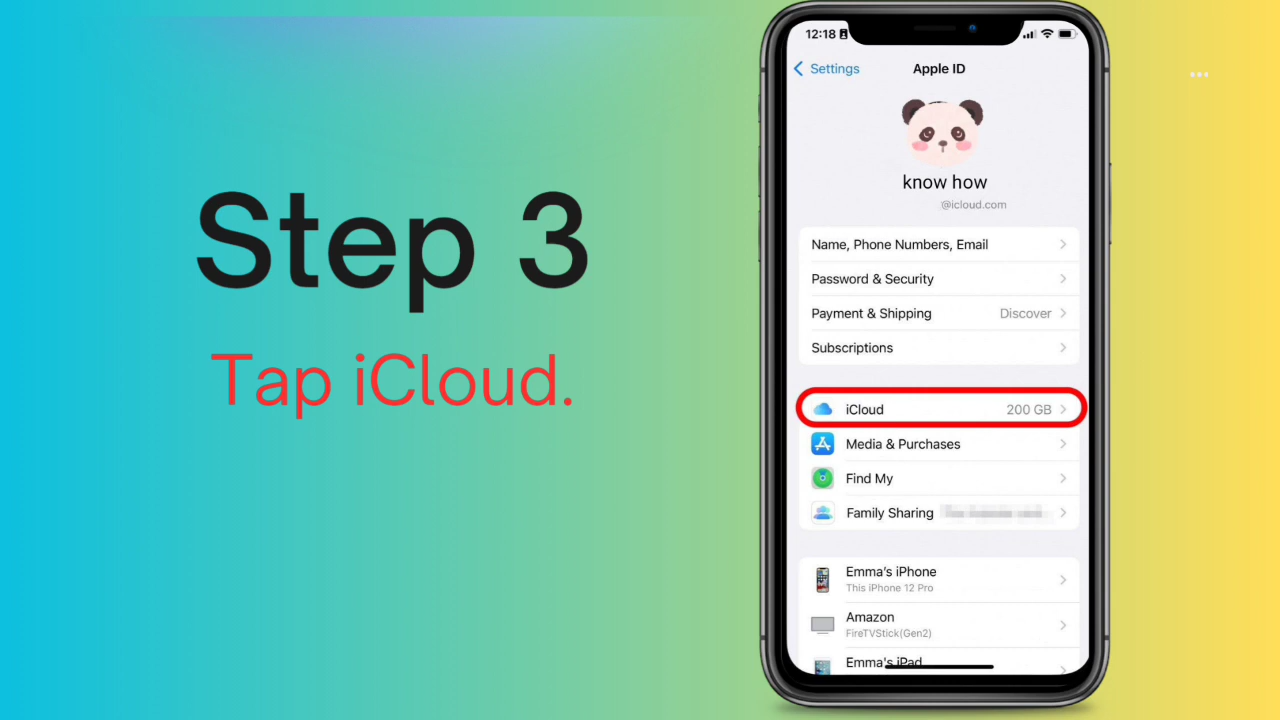 Step 3
Tap iCloud.
12:18
Settings
Apple ID
know how
@icloud.com
Name, Phone Numbers, Email
Password & Security
Payment & Shipping Discover
Subscriptions
iCloud 200 GB
Media & Purchases
Find My
Family Sharing
Emma's iPhone
This iPhone 12 Pro
Amazon
FireTVStick(Gen2)
Emma's iPad